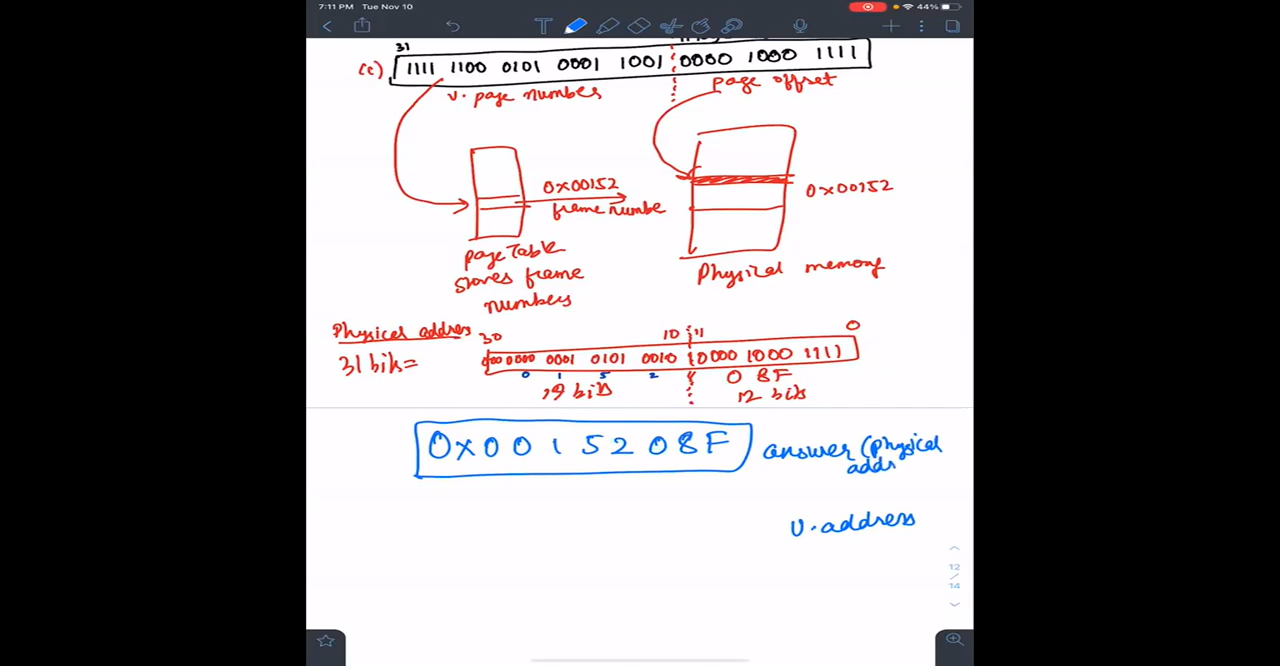 7:11 PM Tue Nov 10
44%
31
(c) 1111 1100 0101 0001 1001 0000 1000 1111
v. page numbers
page offset
0x00152
frame numbe
0x00152
page Table
stores frame
numbers
Physical memory
Physical address
30 10 11 0
31 bits=
000 0000 0001 0101 0010 0000 1000 1111
0 1 5 2 0 8F
19 bits 12 bits
0x0015208F answer (physical
addr
v. address
12
14